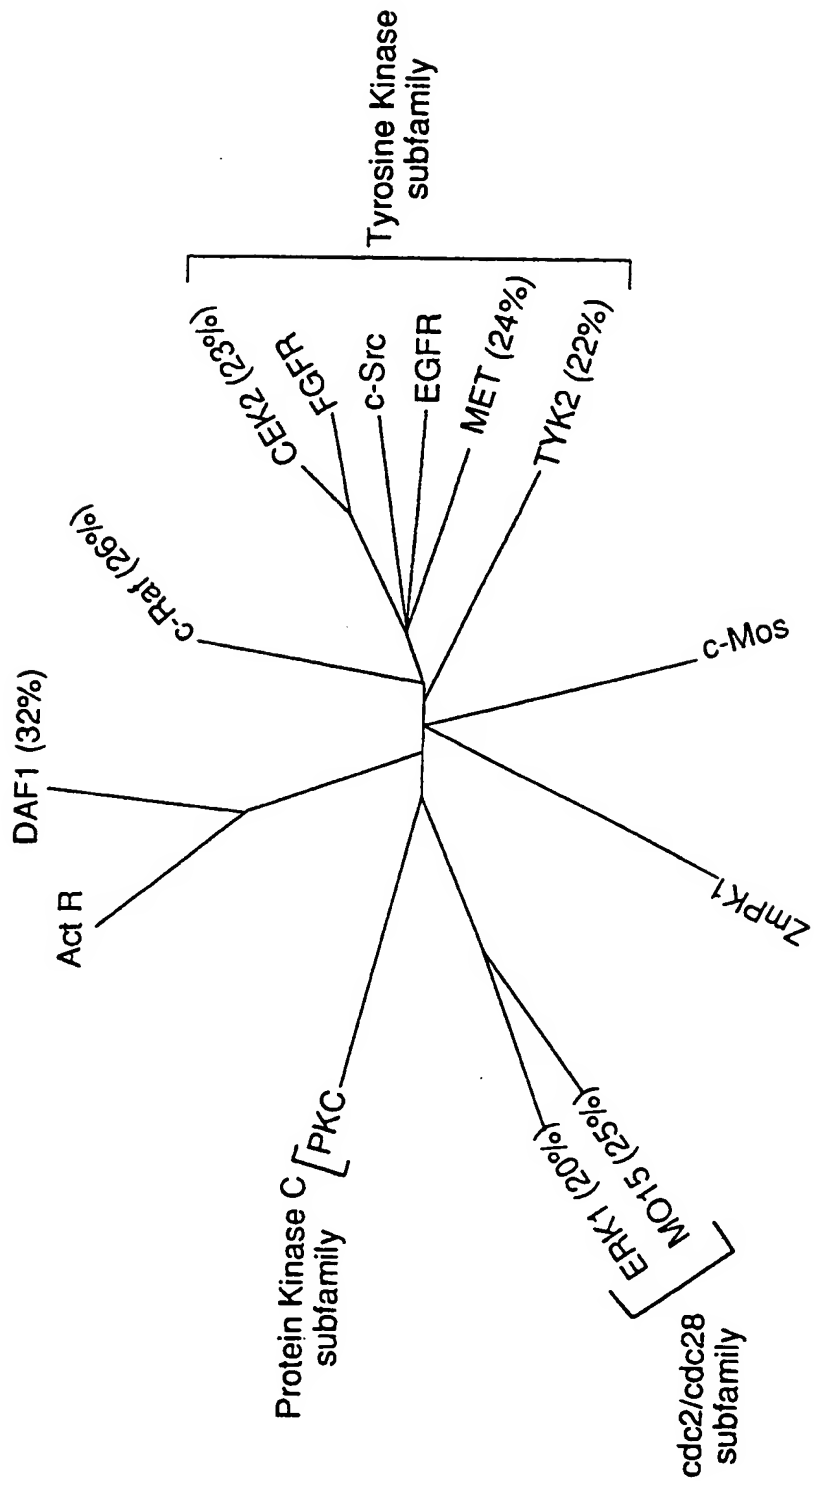 Tyrosine Kinase
subfamily
CEK2 (23%)
FGFR
c-Src
EGFR
MET (24%)
TYK2 (22%)
c-Raf (26%)
DAF1 (32%)
Act R
c-Mos
ZmPK1
Protein Kinase C
subfamily
PKC
ERK1 (20%)
MO15 (25%)
cdc2/cdc28
subfamily